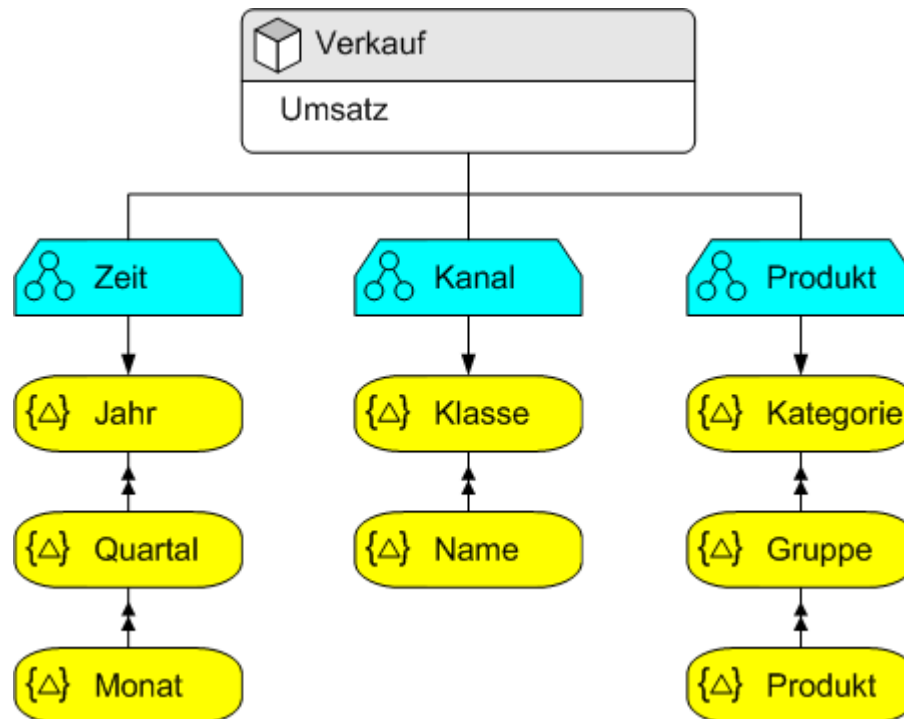 Verkauf
Umsatz
Zeit
Kanal
Produkt
Jahr
Klasse
Kategorie
Quartal
Name
Gruppe
Monat
Produkt